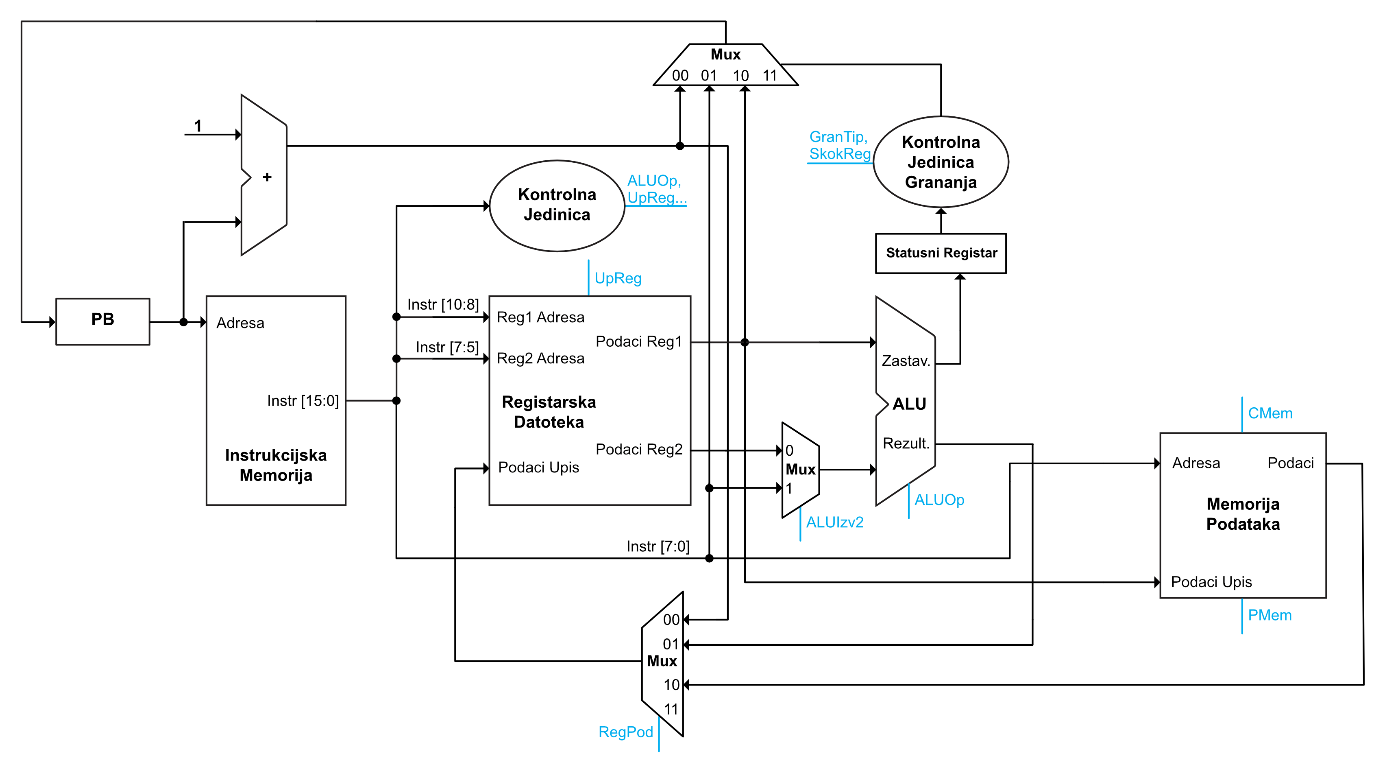 Mux
00 01 10 11
1
+
GranTip,
SkokReg
Kontrolna
Jedinica
Grananja
Kontrolna
Jedinica
ALUOp,
UpReg...
Statusni Registar
UpReg
PB
Adresa
Instr [15:0]
Instrukcijska
Memorija
Instr [10:8]
Instr [7:5]
Reg1 Adresa
Reg2 Adresa
Podaci Reg1
Registarska
Datoteka
Podaci Reg2
Podaci Upis
0
Mux
1
ALUIzv2
Zastav.
ALU
Rezult.
ALUOp
CMem
Adresa
Podaci
Memorija
Podataka
Podaci Upis
PMem
Instr [7:0]
00
01
Mux
10
11
RegPod